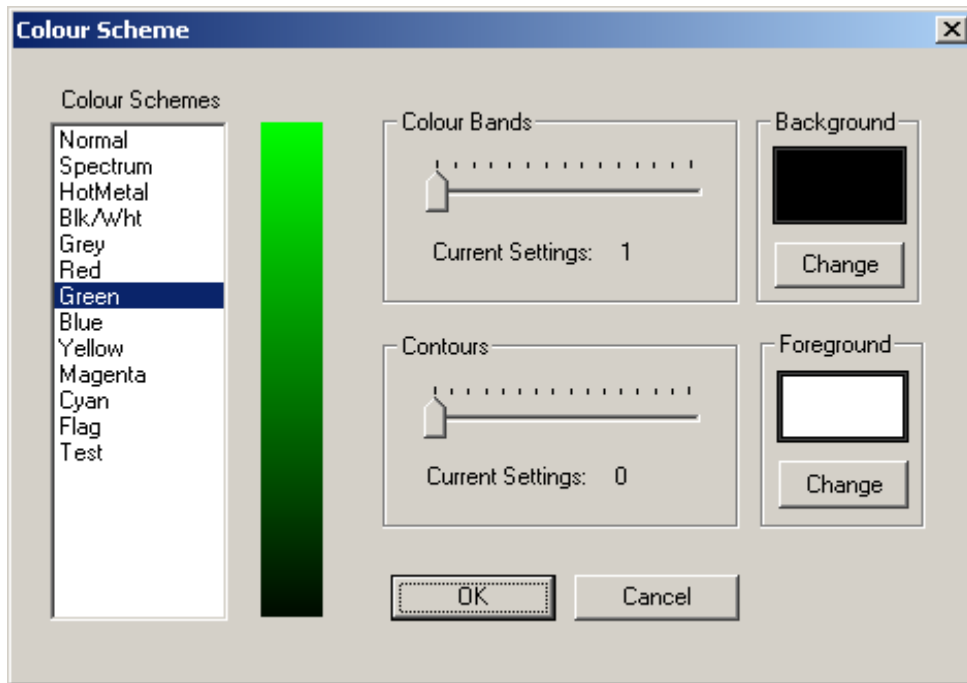 Colour Scheme
Colour Schemes
Normal
Spectrum
HotMetal
Blk/Wht
Grey
Red
Green
Blue
Yellow
Magenta
Cyan
Flag
Test
Colour Bands
Current Settings: 1
Background
Change
Contours
Current Settings: 0
Foreground
Change
OK
Cancel